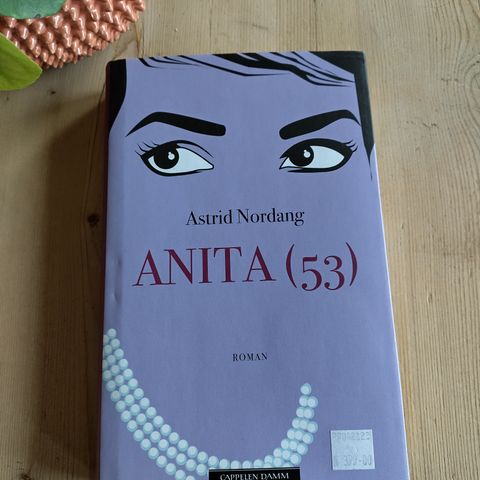 Astrid Nordang
ANITA (53)
ROMAN
CAPPELEN DAMM